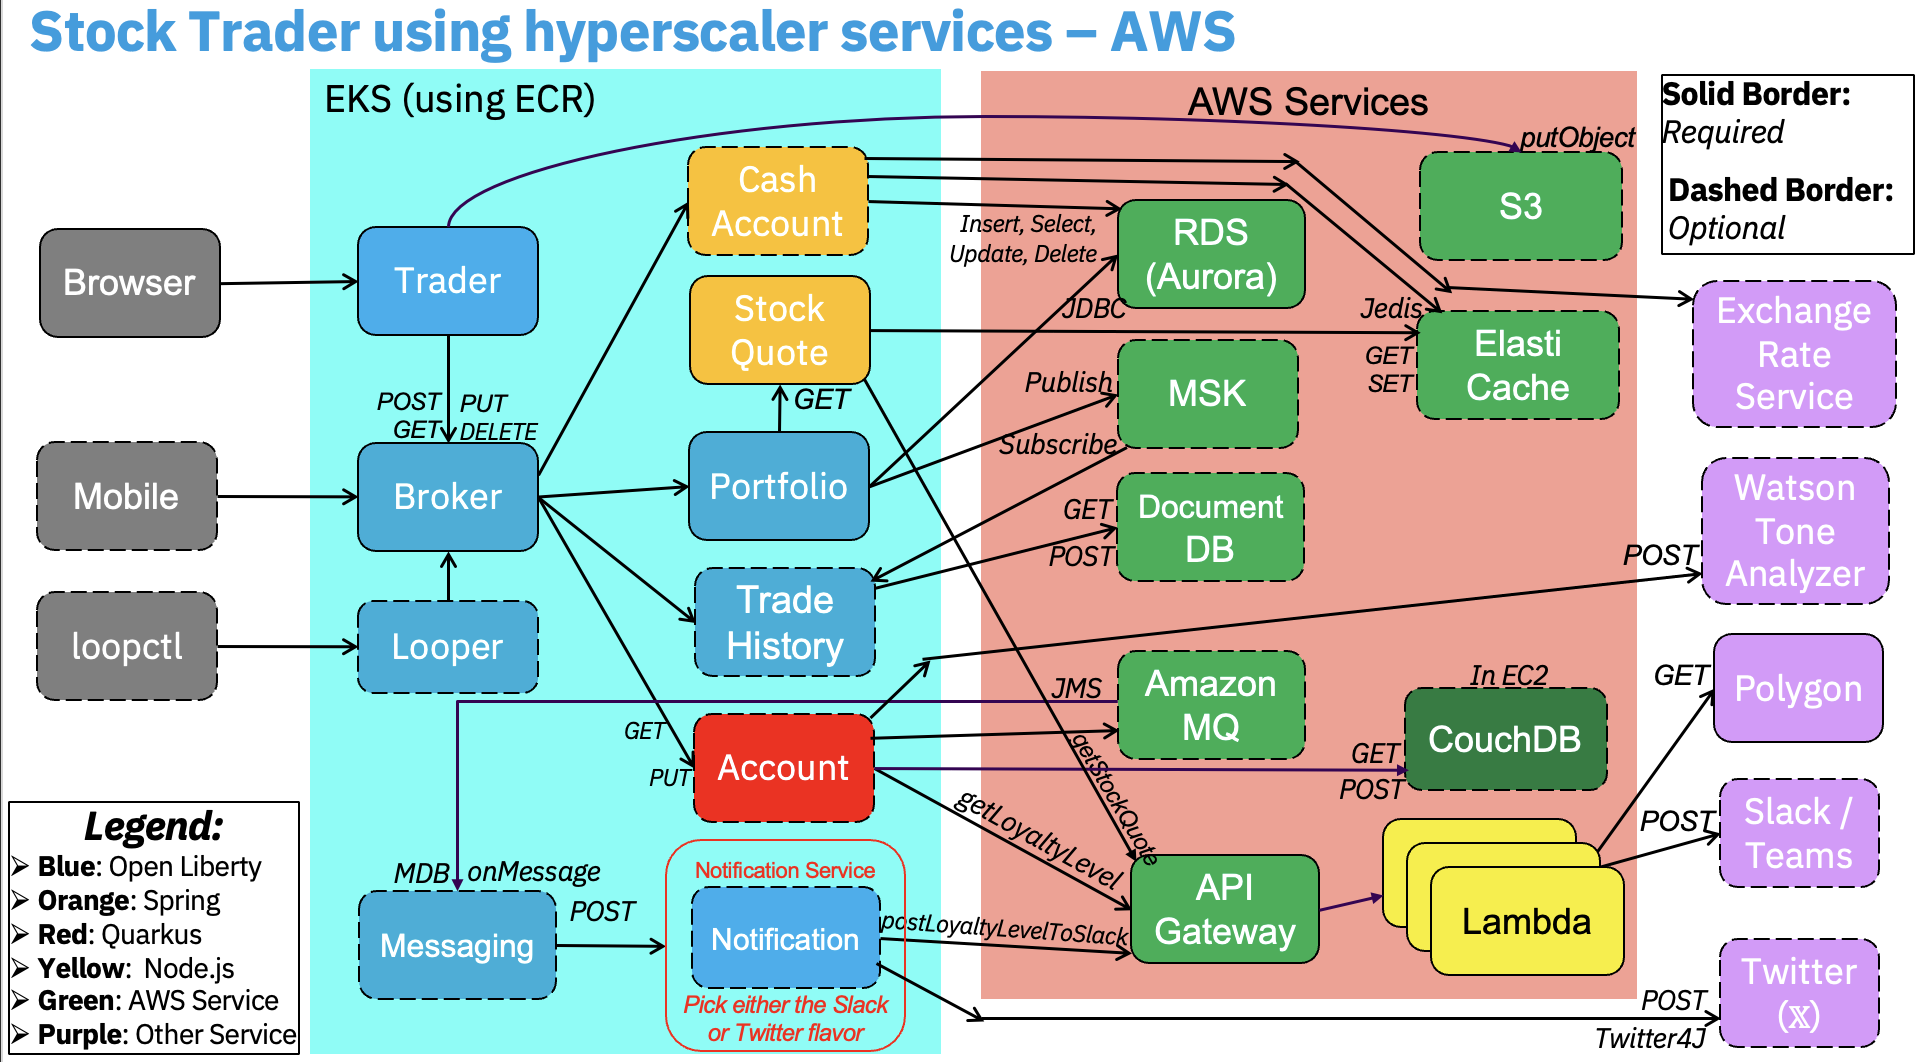 Stock Trader using hyperscaler services – AWS
EKS (using ECR)
AWS Services
Solid Border:
Required
Dashed Border:
Optional
putObject
Cash
Account
S3
Browser
Trader
Insert, Select,
Update, Delete
RDS
(Aurora)
JDBC
Stock
Quote
Jedis
GET
SET
Elasti
Cache
Exchange
Rate
Service
POST
GET
PUT
DELETE
GET
Publish
MSK
Subscribe
Mobile
Broker
Portfolio
GET
POST
Document
DB
POST
Watson
Tone
Analyzer
loopctl
Looper
Trade
History
JMS
Amazon
MQ
In EC2
CouchDB
GET
POST
GET
Polygon
GET
PUT
Account
getStockQuote
getLoyaltyLevel
POST
Slack /
Teams
Legend:
➢ Blue: Open Liberty
➢ Orange: Spring
➢ Red: Quarkus
➢ Yellow: Node.js
➢ Green: AWS Service
➢ Purple: Other Service
MDB
onMessage
Messaging
POST
Notification Service
Notification
Pick either the Slack
or Twitter flavor
postLoyaltyLevelToSlack
API
Gateway
Lambda
POST
Twitter4J
Twitter
(𝕏)